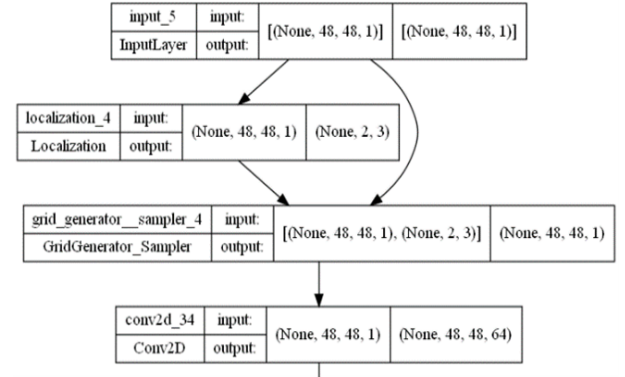 input_5 input: [(None, 48, 48, 1)] [(None, 48, 48, 1)]
InputLayer output:
localization_4 input: (None, 48, 48, 1) (None, 2, 3)
Localization output:
grid_generator__sampler_4 input: [(None, 48, 48, 1), (None, 2, 3)] (None, 48, 48, 1)
GridGenerator_Sampler output:
conv2d_34 input: (None, 48, 48, 1) (None, 48, 48, 64)
Conv2D output: